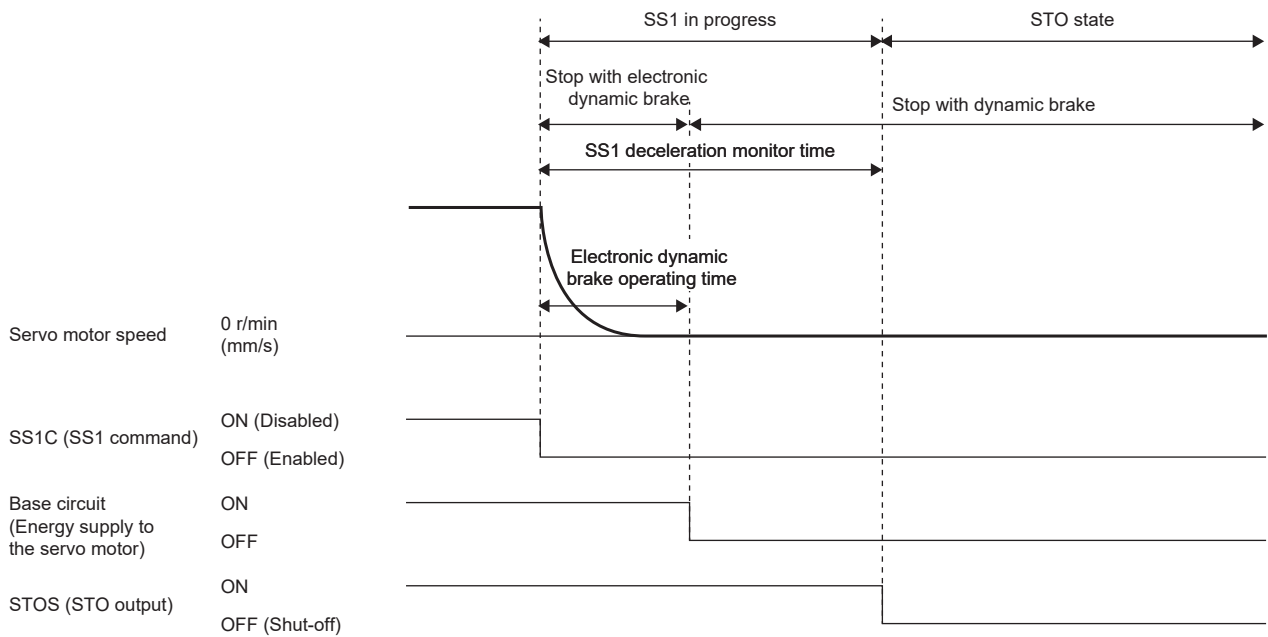 SS1 in progress
STO state
Stop with electronic
dynamic brake
Stop with dynamic brake
SS1 deceleration monitor time
Electronic dynamic
brake operating time
Servo motor speed
0 r/min
(mm/s)
SS1C (SS1 command)
ON (Disabled)
OFF (Enabled)
Base circuit
(Energy supply to
the servo motor)
ON
OFF
STOS (STO output)
ON
OFF (Shut-off)